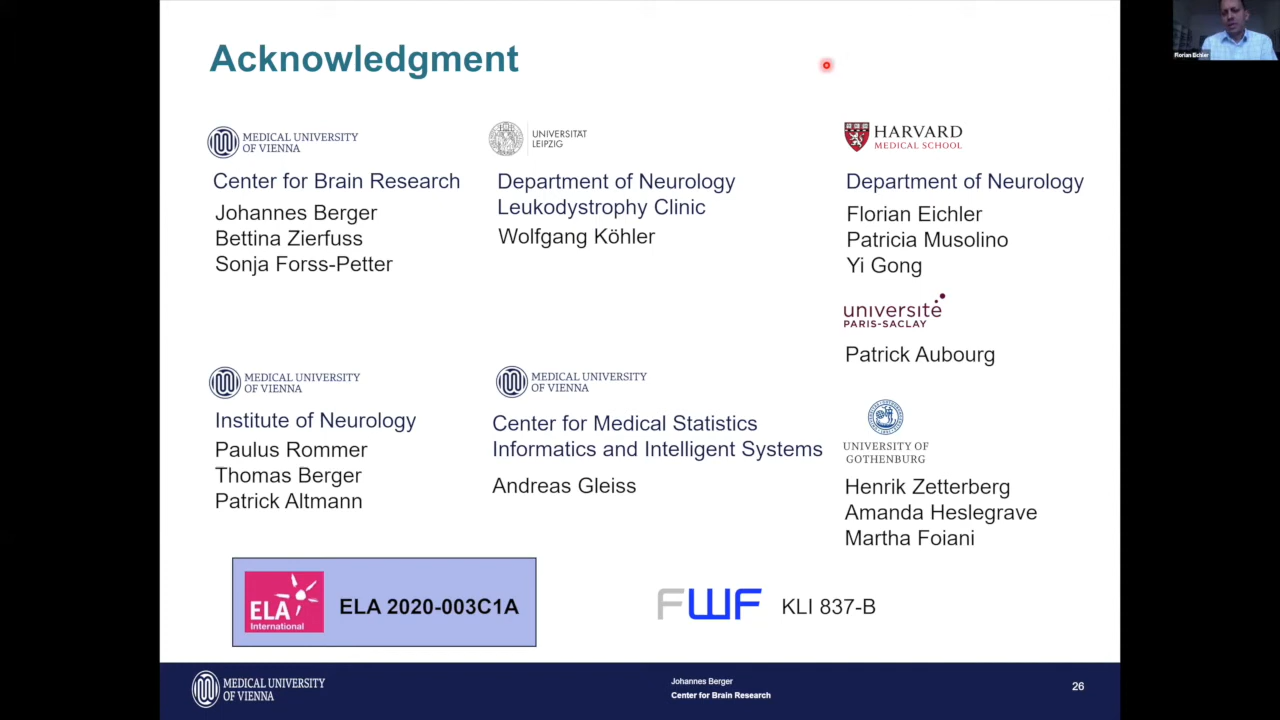 Acknowledgment
Florian Eichler
MEDICAL UNIVERSITY
OF VIENNA
Center for Brain Research
Johannes Berger
Bettina Zierfuss
Sonja Forss-Petter
UNIVERSITÄT
LEIPZIG
Department of Neurology
Leukodystrophy Clinic
Wolfgang Köhler
HARVARD
MEDICAL SCHOOL
Department of Neurology
Florian Eichler
Patricia Musolino
Yi Gong
université
PARIS-SACLAY
Patrick Aubourg
MEDICAL UNIVERSITY
OF VIENNA
Institute of Neurology
Paulus Rommer
Thomas Berger
Patrick Altmann
MEDICAL UNIVERSITY
OF VIENNA
Center for Medical Statistics
Informatics and Intelligent Systems
Andreas Gleiss
UNIVERSITY OF
GOTHENBURG
Henrik Zetterberg
Amanda Heslegrave
Martha Foiani
ELA
International
ELA 2020-003C1A
FWF
KLI 837-B
MEDICAL UNIVERSITY
OF VIENNA
Johannes Berger
Center for Brain Research
26